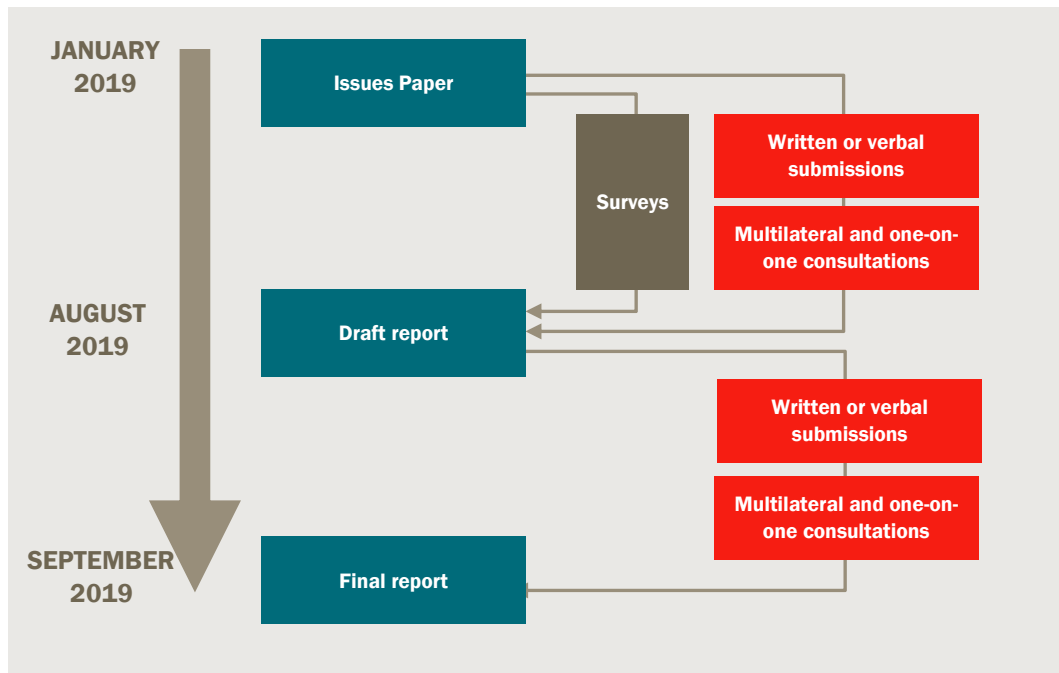 JANUARY
2019
Issues Paper
Surveys
Written or verbal
submissions
Multilateral and one-on-
one consultations
AUGUST
2019
Draft report
Written or verbal
submissions
Multilateral and one-on-
one consultations
SEPTEMBER
2019
Final report